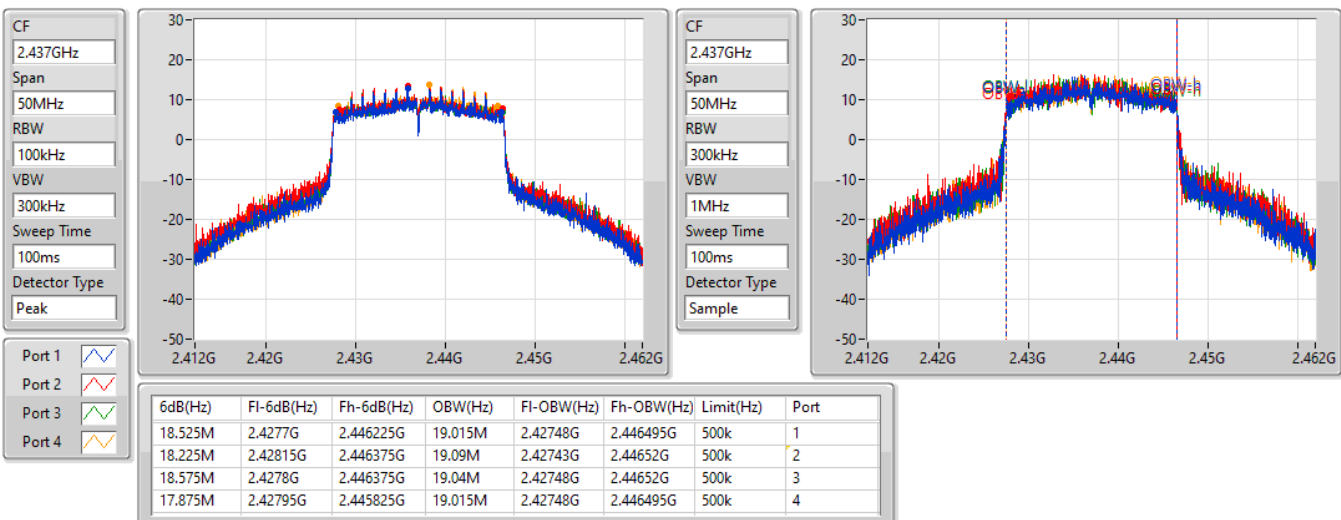 CF
2.437GHz
Span
50MHz
RBW
100kHz
VBW
300kHz
Sweep Time
100ms
Detector Type
Peak
30
20
10
0
-10
-20
-30
-40
-50
2.412G 2.42G 2.43G 2.44G 2.45G 2.462G
CF
2.437GHz
Span
50MHz
RBW
300kHz
VBW
1MHz
Sweep Time
100ms
Detector Type
Sample
30
20
10
0
-10
-20
-30
-40
-50
OBW-h
2.412G 2.42G 2.43G 2.44G 2.45G 2.462G
Port 1
Port 2
Port 3
Port 4
6dB(Hz) Fl-6dB(Hz) Fh-6dB(Hz) OBW(Hz) Fl-OBW(Hz) Fh-OBW(Hz) Limit(Hz) Port
18.525M 2.4277G 2.446225G 19.015M 2.42748G 2.446495G 500k 1
18.225M 2.42815G 2.446375G 19.09M 2.42743G 2.44652G 500k 2
18.575M 2.4278G 2.446375G 19.04M 2.42748G 2.44652G 500k 3
17.875M 2.42795G 2.445825G 19.015M 2.42748G 2.446495G 500k 4